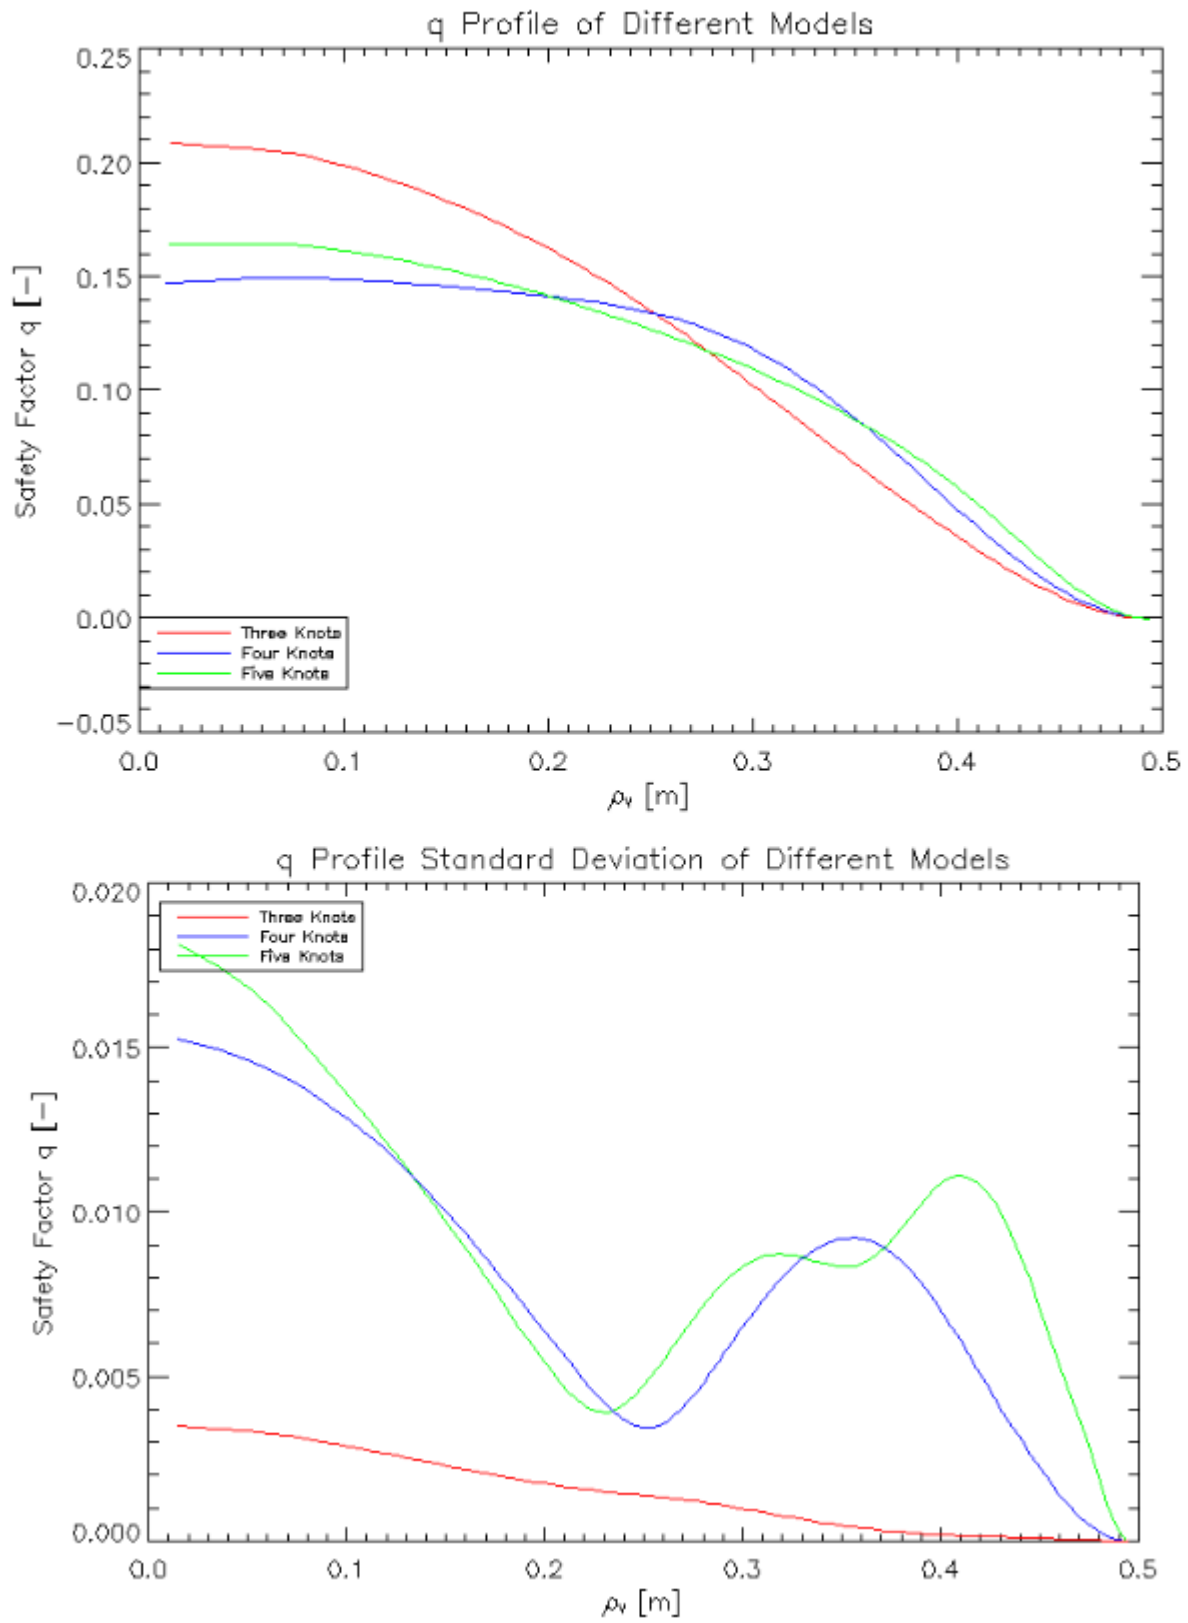 q Profile of Different Models
0.25
0.20
0.15
0.10
0.05
0.00
-0.05
Safety Factor q [-]
Three Knots
Four Knots
Five Knots
0.0 0.1 0.2 0.3 0.4 0.5
ρᵥ [m]
q Profile Standard Deviation of Different Models
0.020
0.015
0.010
0.005
0.000
Safety Factor q [-]
Three Knots
Four Knots
Five Knots
0.0 0.1 0.2 0.3 0.4 0.5
ρᵥ [m]